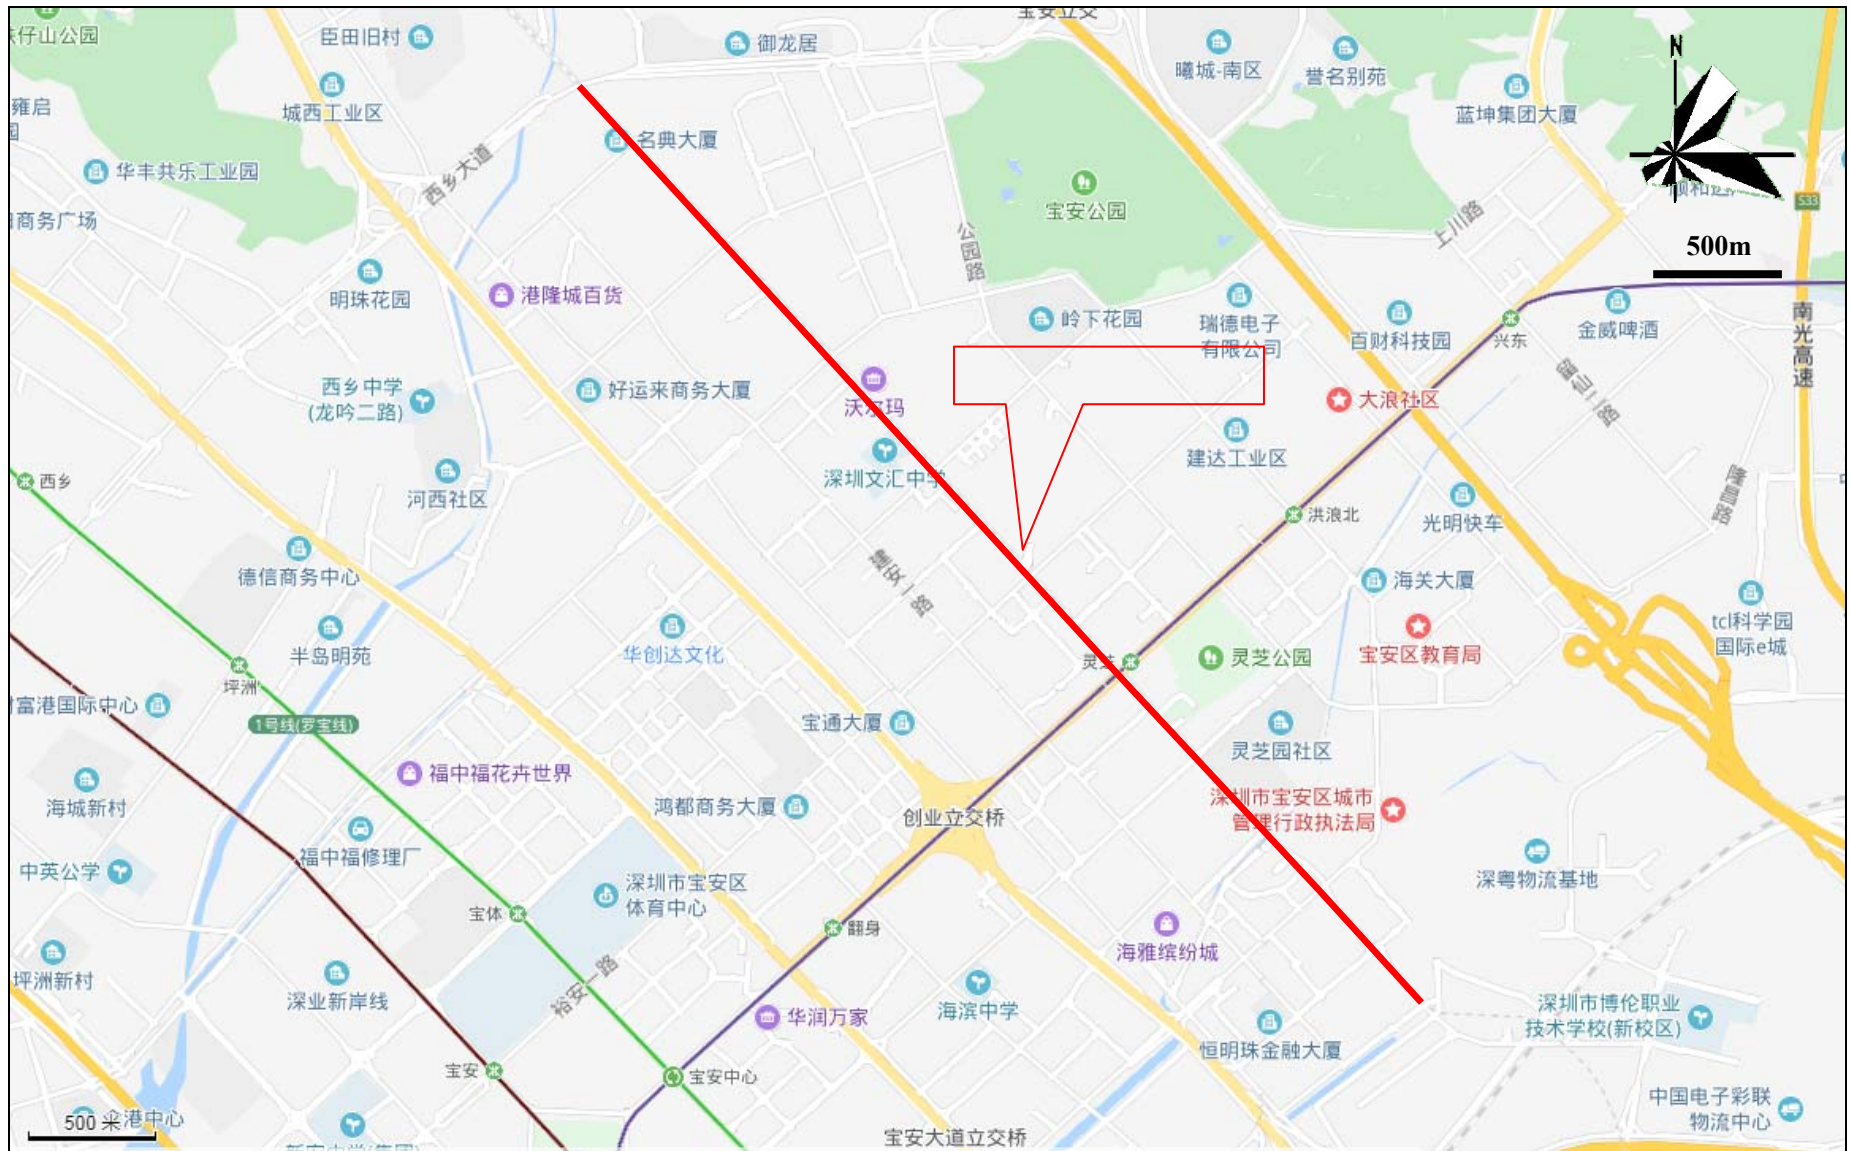 宝安立交
臣田旧村
御龙居
仔山公园
曦城-南区
誉名别苑
N
城西工业区
雍启
园
名典大厦
蓝坤集团大厦
西乡大道
华丰共乐工业园
宝安公园
S33
商务广场
公园路
上川路
500m
明珠花园
港隆城百货
岭下花园
瑞德电子
有限公司
百财科技园
兴东
金威啤酒
南光高速
西乡中学
(龙吟二路)
好运来商务大厦
沃尔玛
大浪社区
留仙二路
深圳文汇中学
建达工业区
西乡
河西社区
洪浪北
光明快车
隆昌路
德信商务中心
建安一路
海关大厦
tcl科学园
国际e城
半岛明苑
华创达文化
灵芝
灵芝公园
宝安区教育局
坪洲
富港国际中心
1号线(罗宝线)
宝通大厦
灵芝园社区
福中福花卉世界
海城新村
鸿都商务大厦
创业立交桥
深圳市宝安区城市
管理行政执法局
福中福修理厂
中英公学
深圳市宝安区
体育中心
深粤物流基地
宝体
翻身
海雅缤纷城
坪洲新村
深业新岸线
裕安一路
华润万家
海滨中学
深圳市博伦职业
技术学校(新校区)
恒明珠金融大厦
宝安
宝安中心
500 米
港中心
中国电子彩联
物流中心
宝安大道立交桥